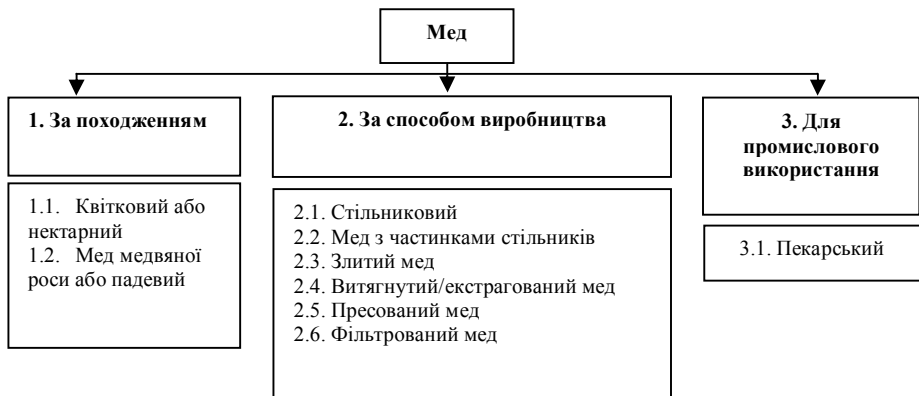 Мед
1. За походженням
1.1. Квітковий або
нектарний
1.2. Мед медвяної
роси або падевий
2. За способом виробництва
2.1. Стільниковий
2.2. Мед з частинками стільників
2.3. Злитий мед
2.4. Витягнутий/екстрагований мед
2.5. Пресований мед
2.6. Фільтрований мед
3. Для
промислового
використання
3.1. Пекарський